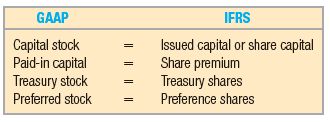 GAAP IFRS
Capital stock = Issued capital or share capital
Paid-in capital = Share premium
Treasury stock = Treasury shares
Preferred stock = Preference shares